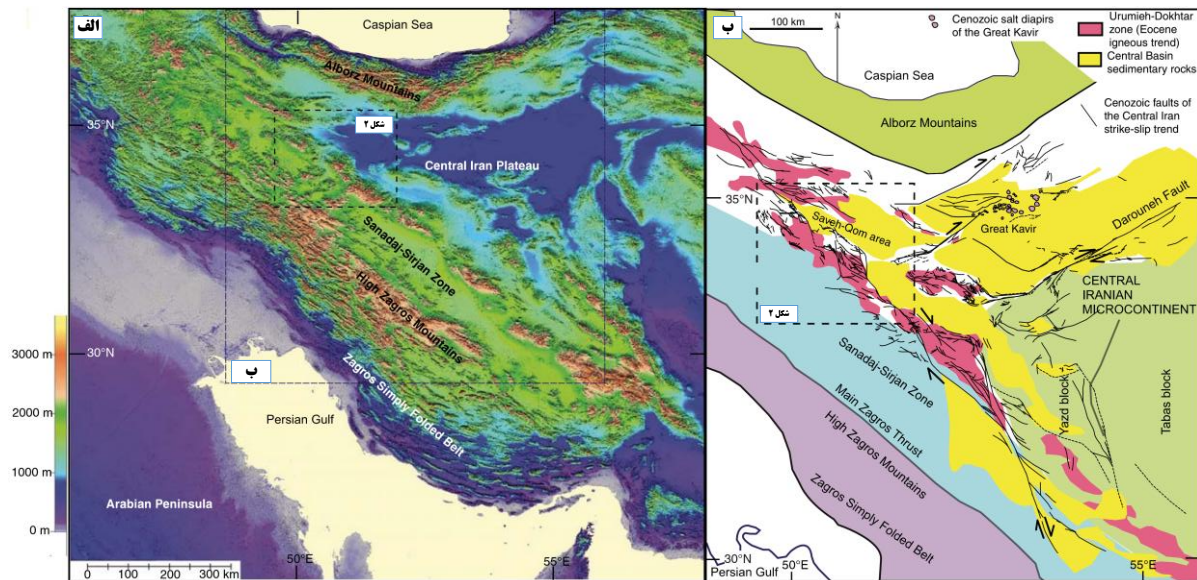 الف
Caspian Sea
Alborz Mountains
35°N
شکل ۲
Central Iran Plateau
Sanadaj-Sirjan Zone
High Zagros Mountains
30°N
ب
Zagros Simply Folded Belt
Persian Gulf
Arabian Peninsula
3000 m
2000 m
1000 m
0 m
50°E
55°E
0 100 200 300 km
ب
100 km
N
Cenozoic salt diapirs
of the Great Kavir
Urumieh-Dokhtar
zone (Eocene
igneous trend)
Central Basin
sedimentary rocks
Cenozoic faults of
the Central Iran
strike-slip trend
Caspian Sea
Alborz Mountains
35°N
Saveh-Qom area
Great Kavir
Darouneh Fault
CENTRAL
IRANIAN
MICROCONTINENT
شکل ۲
Sanadaj-Sirjan Zone
Main Zagros Thrust
High Zagros Mountains
Zagros Simply Folded Belt
Yazd block
Tabas block
30°N
Persian Gulf
50°E
55°E